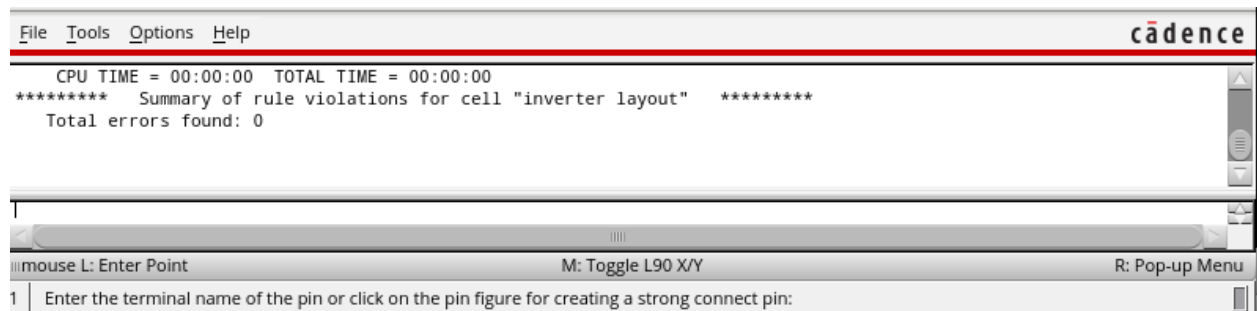 File Tools Options Help cādence
CPU TIME = 00:00:00 TOTAL TIME = 00:00:00
********* Summary of rule violations for cell "inverter layout" *********
Total errors found: 0
mouse L: Enter Point M: Toggle L90 X/Y R: Pop-up Menu
1 Enter the terminal name of the pin or click on the pin figure for creating a strong connect pin: